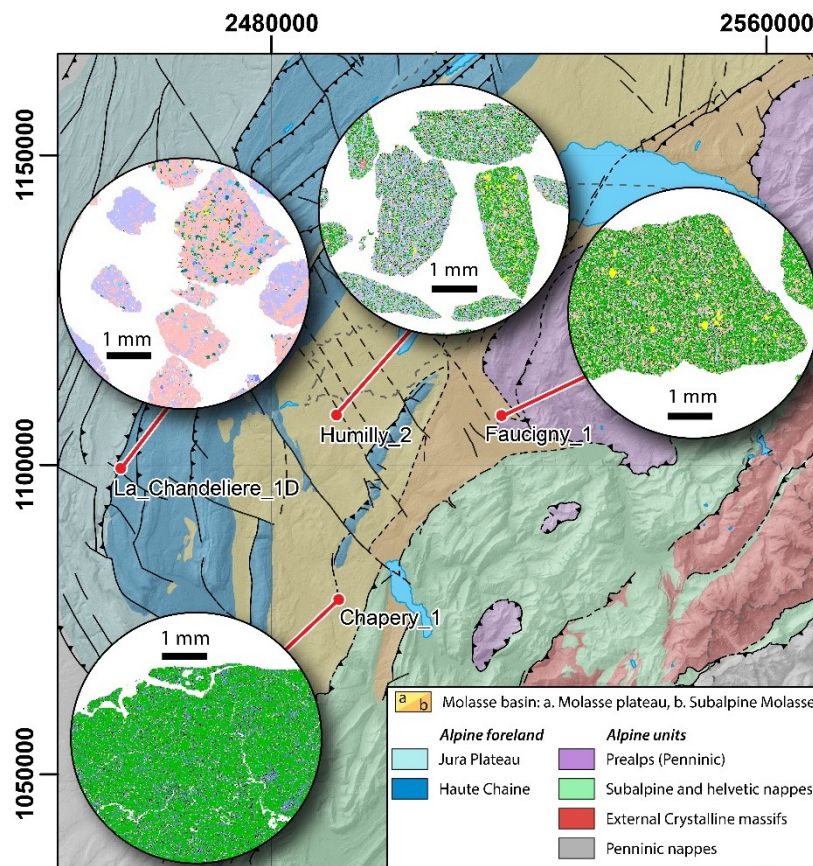 2480000
2560000
1150000
1 mm
1 mm
1 mm
1 mm
Humilly_2
Faucigny_1
La_Chandeliere_1D
1100000
Chapery_1
1 mm
1050000
a
b
Molasse basin: a. Molasse plateau, b. Subalpine Molasse
Alpine foreland
Alpine units
Jura Plateau
Prealps (Penninic)
Haute Chaine
Subalpine and helvetic nappes
External Crystalline massifs
Penninic nappes